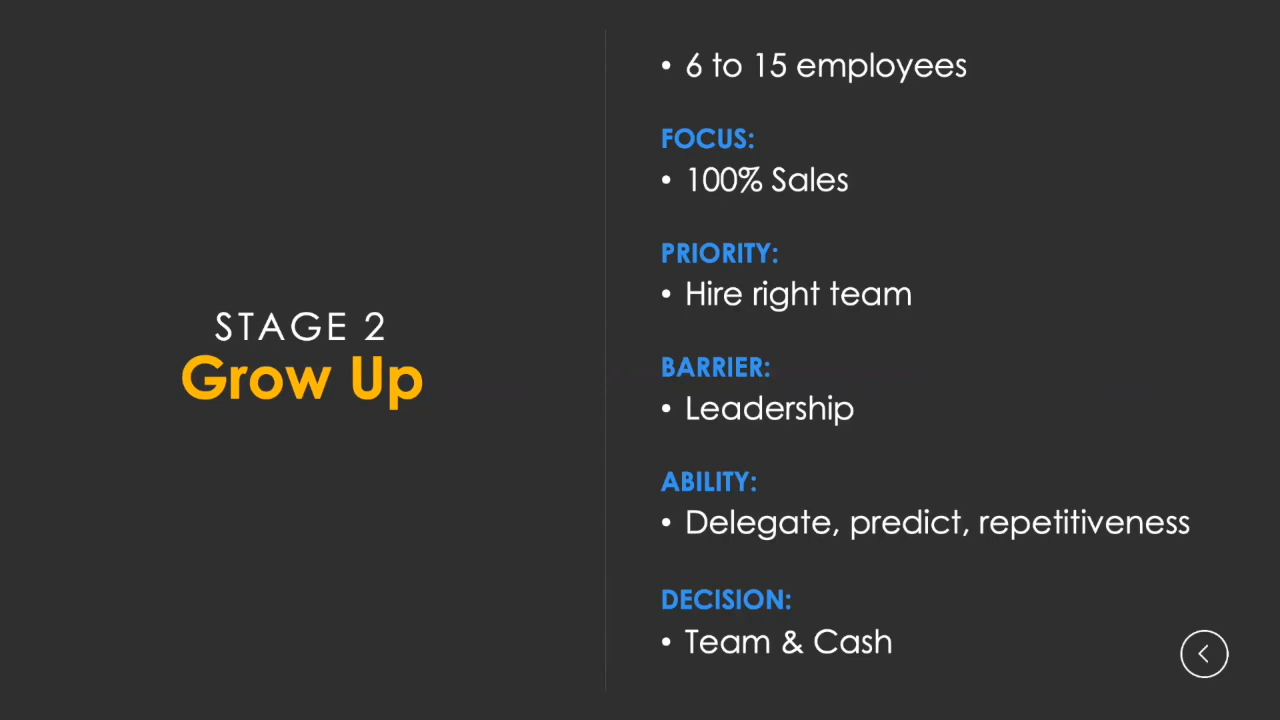 STAGE 2
Grow Up
• 6 to 15 employees
FOCUS:
• 100% Sales
PRIORITY:
• Hire right team
BARRIER:
• Leadership
ABILITY:
• Delegate, predict, repetitiveness
DECISION:
• Team & Cash